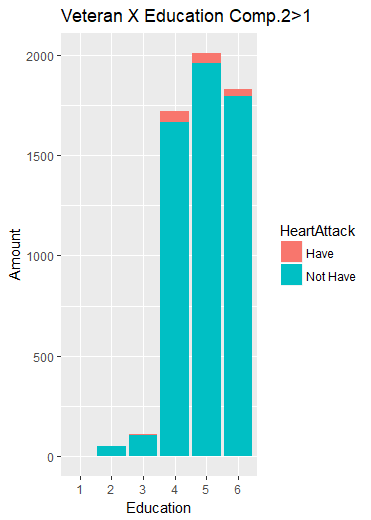 Veteran X Education Comp.2>1
2000
1500
1000
500
0
Amount
1 2 3 4 5 6
Education
HeartAttack
Have
Not Have